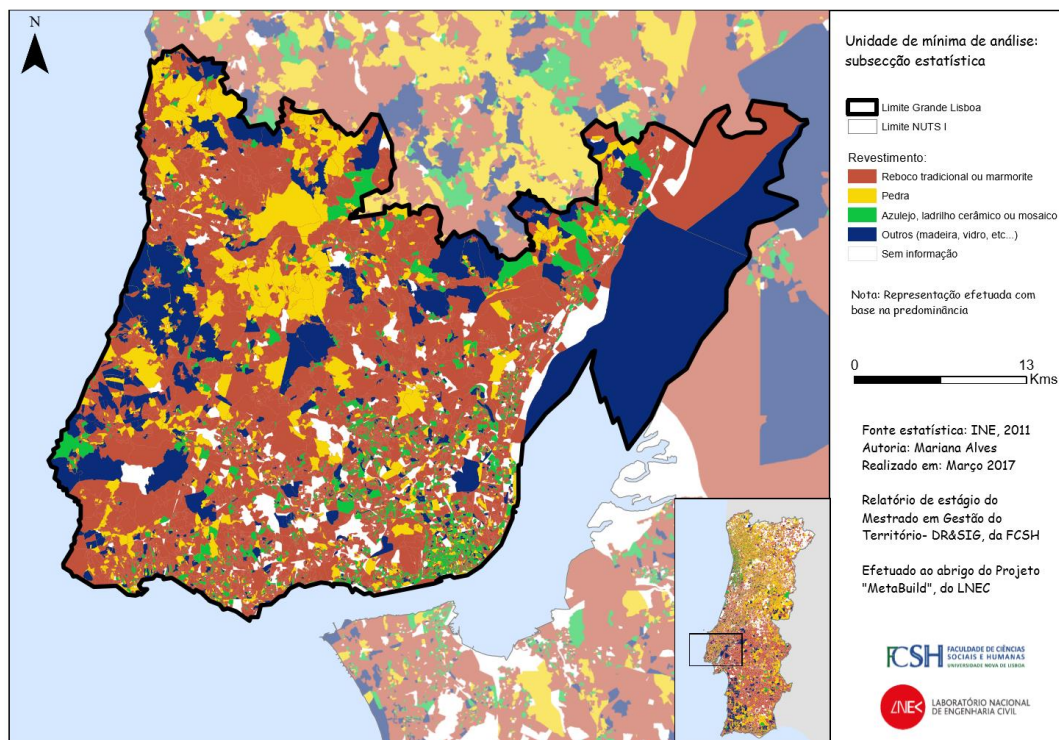 N
Unidade de mínima de análise:
subsecção estatística
Limite Grande Lisboa
Limite NUTS I
Revestimento:
Reboco tradicional ou marmorite
Pedra
Azulejo, ladrilho cerâmico ou mosaico
Outros (madeira, vidro, etc...)
Sem informação
Nota: Representação efetuada com
base na predominância
0 13
Kms
Fonte estatística: INE, 2011
Autoria: Mariana Alves
Realizado em: Março 2017
Relatório de estágio do
Mestrado em Gestão do
Território- DR&SIG, da FCSH
Efetuado ao abrigo do Projeto
"MetaBuild", do LNEC
FCSH FACULDADE DE CIÊNCIAS
SOCIAIS E HUMANAS
UNIVERSIDADE NOVA DE LISBOA
LNEC LABORATÓRIO NACIONAL
DE ENGENHARIA CIVIL